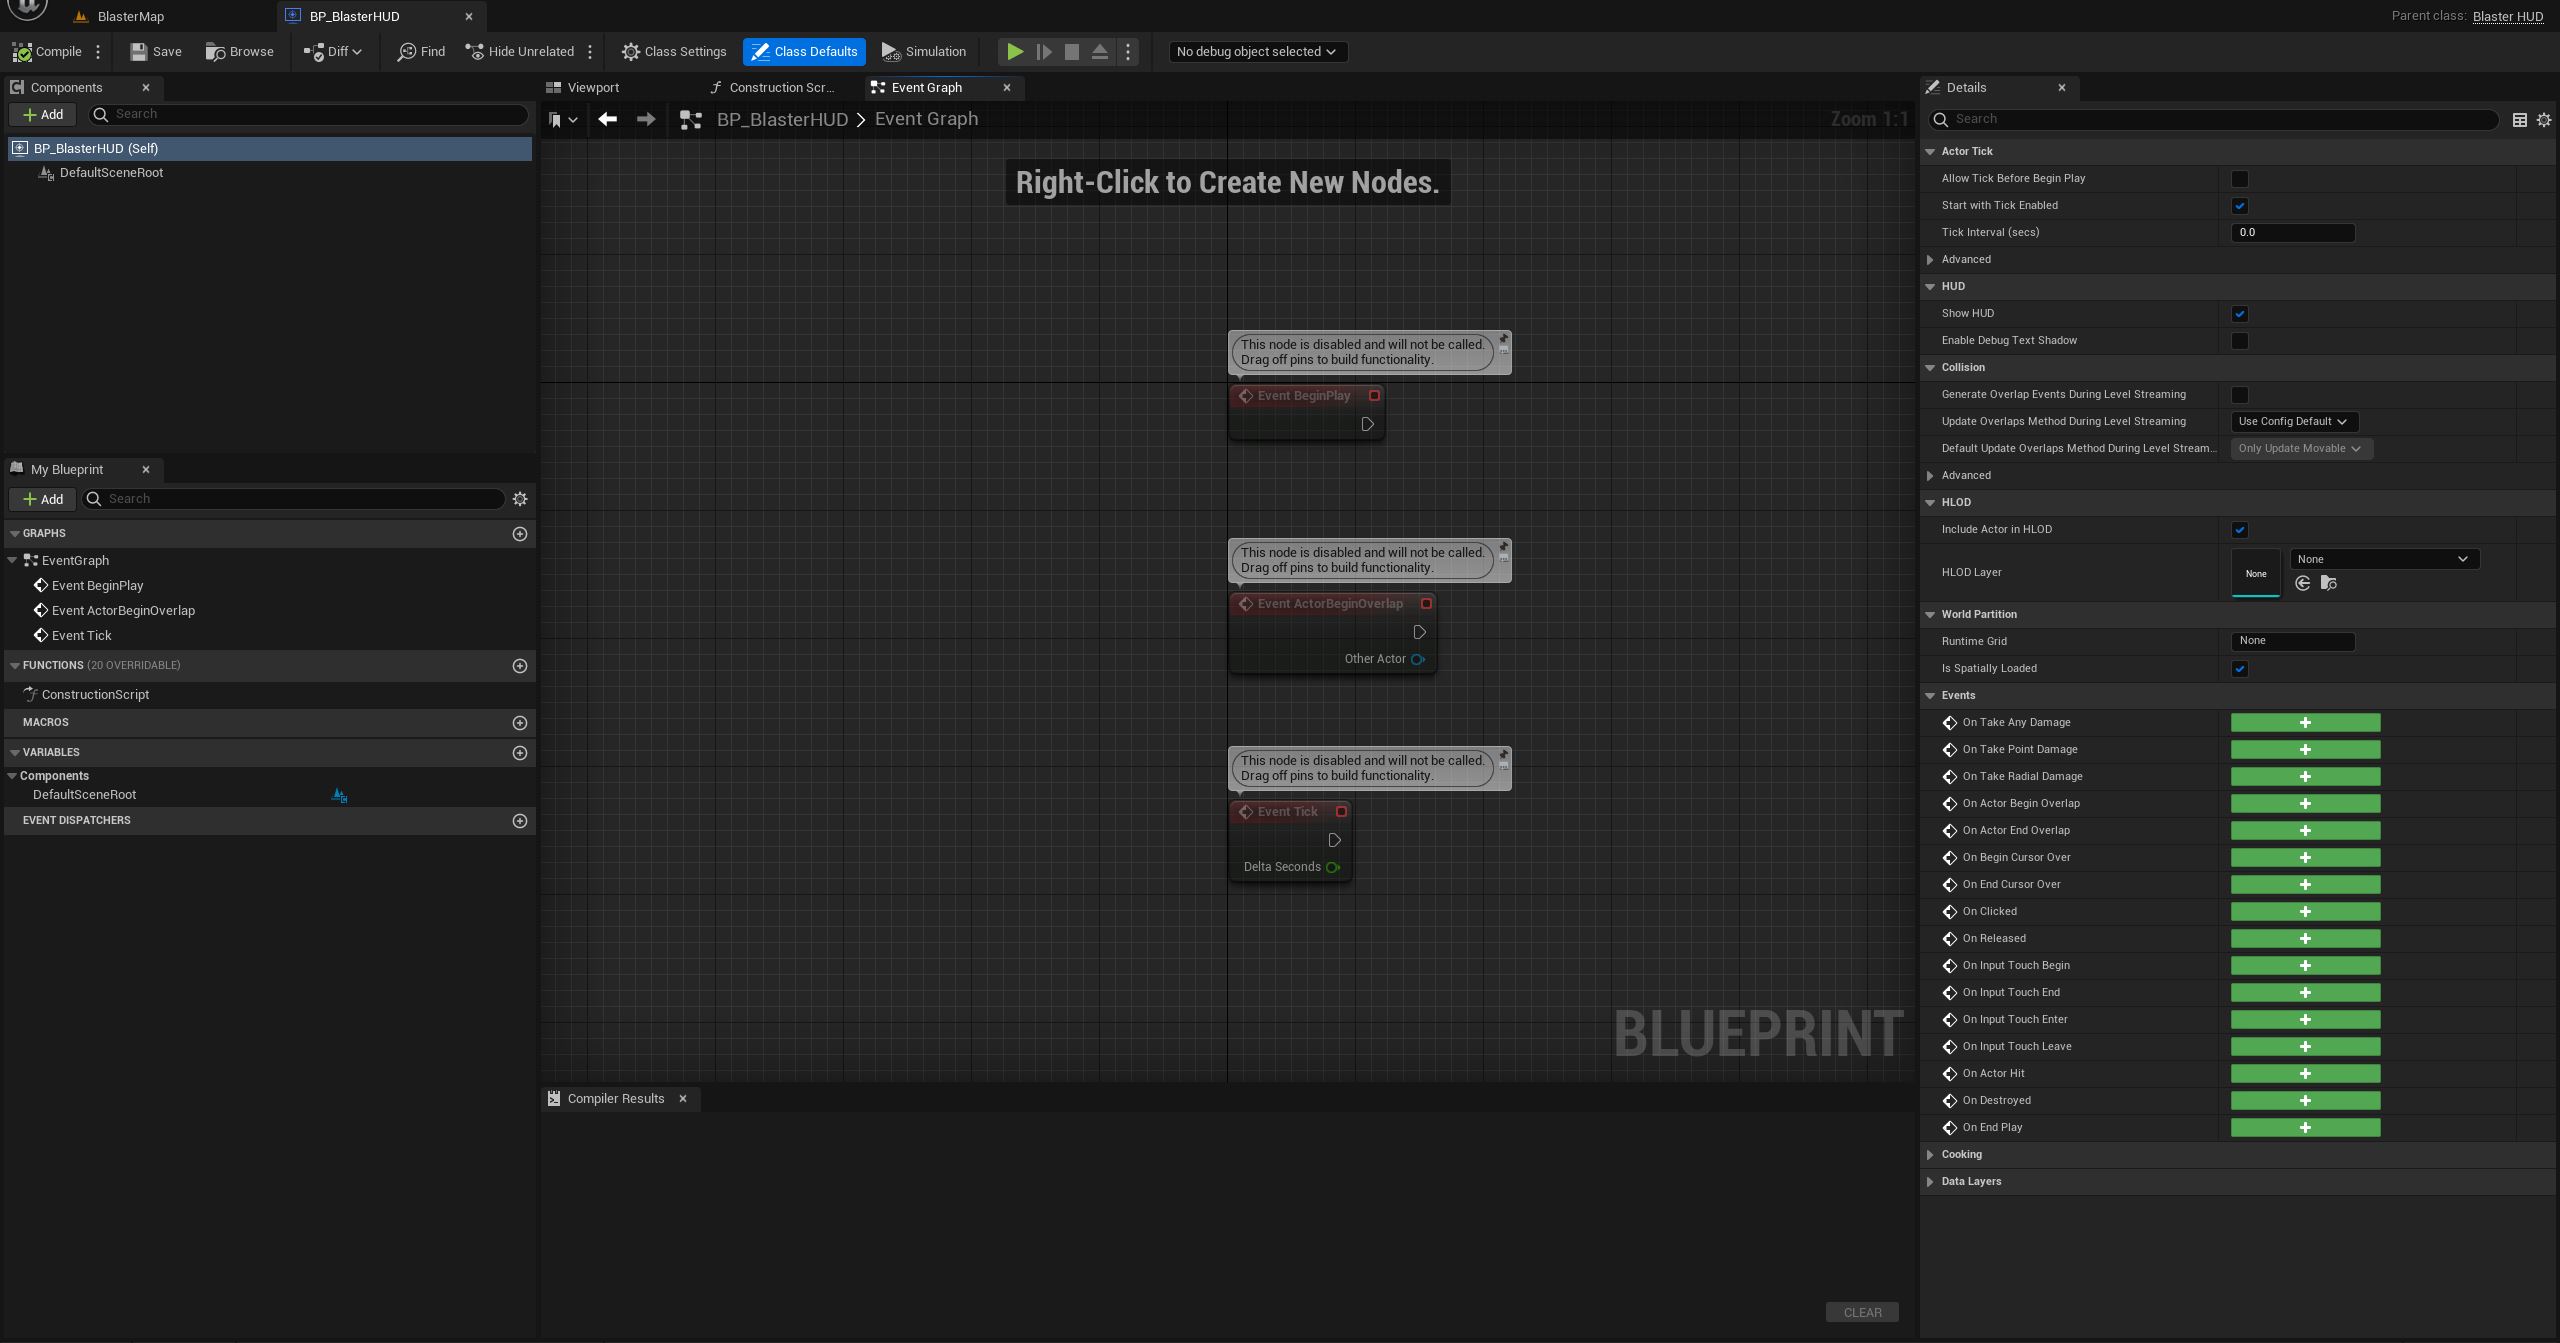 BlasterMap
BP_BlasterHUD
Parent class: Blaster HUD
Compile
Save
Browse
Diff
Find
Hide Unrelated
Class Settings
Class Defaults
Simulation
No debug object selected
Components
Add
Search
BP_BlasterHUD (Self)
DefaultSceneRoot
My Blueprint
Add
Search
GRAPHS
EventGraph
Event BeginPlay
Event ActorBeginOverlap
Event Tick
FUNCTIONS (20 OVERRIDABLE)
ConstructionScript
MACROS
VARIABLES
Components
DefaultSceneRoot
EVENT DISPATCHERS
Viewport
Construction Scr...
Event Graph
BP_BlasterHUD > Event Graph
Zoom 1:1
Right-Click to Create New Nodes.
This node is disabled and will not be called.
Drag off pins to build functionality.
Event BeginPlay
This node is disabled and will not be called.
Drag off pins to build functionality.
Event ActorBeginOverlap
Other Actor
This node is disabled and will not be called.
Drag off pins to build functionality.
Event Tick
Delta Seconds
BLUEPRINT
Compiler Results
CLEAR
Details
Search
Actor Tick
Allow Tick Before Begin Play
Start with Tick Enabled
Tick Interval (secs)
0.0
Advanced
HUD
Show HUD
Enable Debug Text Shadow
Collision
Generate Overlap Events During Level Streaming
Update Overlaps Method During Level Streaming
Use Config Default
Default Update Overlaps Method During Level Stream...
Only Update Movable
Advanced
HLOD
Include Actor in HLOD
HLOD Layer
None
None
World Partition
Runtime Grid
None
Is Spatially Loaded
Events
On Take Any Damage
On Take Point Damage
On Take Radial Damage
On Actor Begin Overlap
On Actor End Overlap
On Begin Cursor Over
On End Cursor Over
On Clicked
On Released
On Input Touch Begin
On Input Touch End
On Input Touch Enter
On Input Touch Leave
On Actor Hit
On Destroyed
On End Play
Cooking
Data Layers